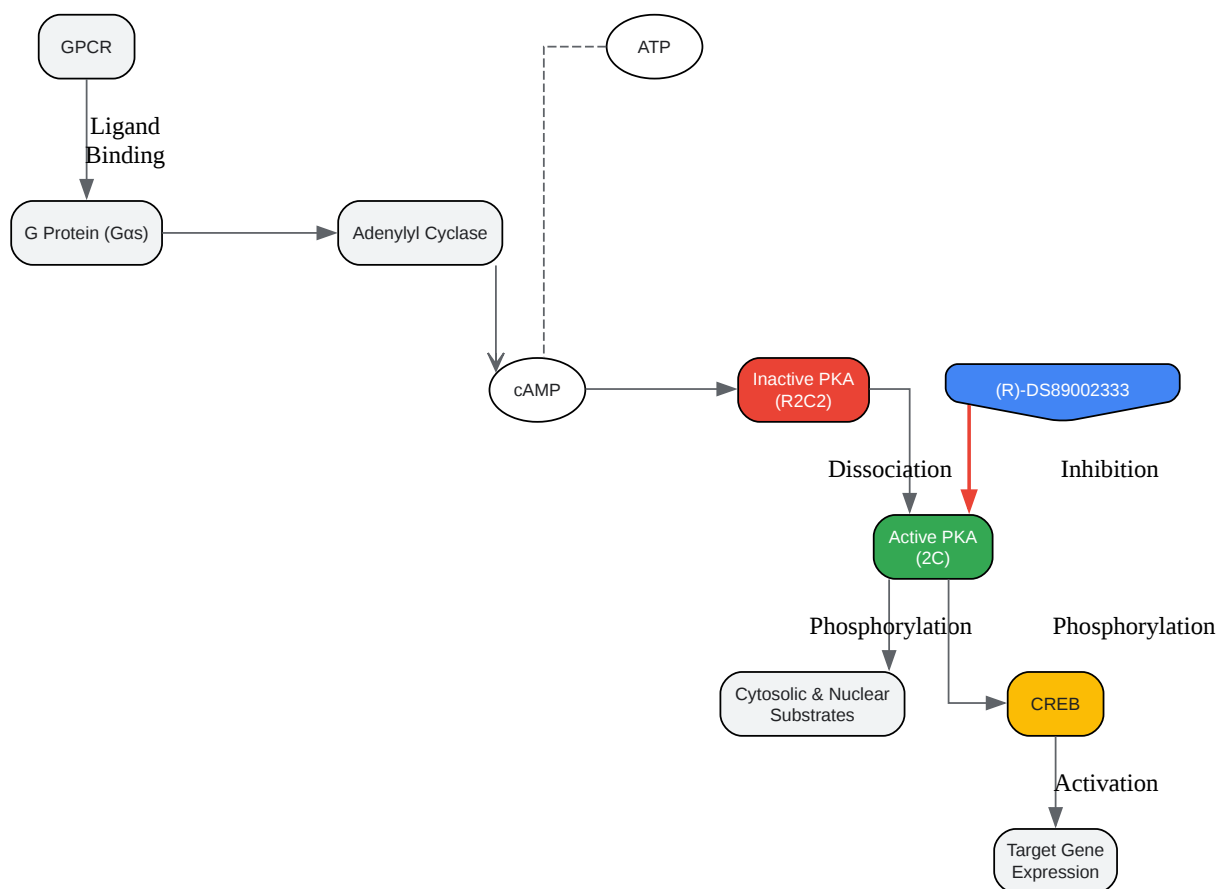 GPCR
ATP
Ligand
Binding
G Protein (Gαs)
Adenylyl Cyclase
cAMP
Inactive PKA
(R2C2)
(R)-DS89002333
Dissociation
Inhibition
Active PKA
(2C)
Phosphorylation
Phosphorylation
Cytosolic & Nuclear
Substrates
CREB
Activation
Target Gene
Expression